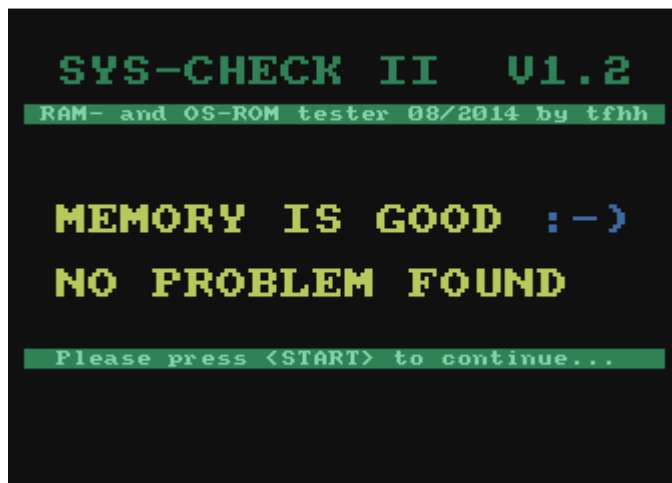 SYS-CHECK II V1.2
RAM- and OS-ROM tester 08/2014 by tfhh
MEMORY IS GOOD :-)
NO PROBLEM FOUND
Please press <START> to continue...